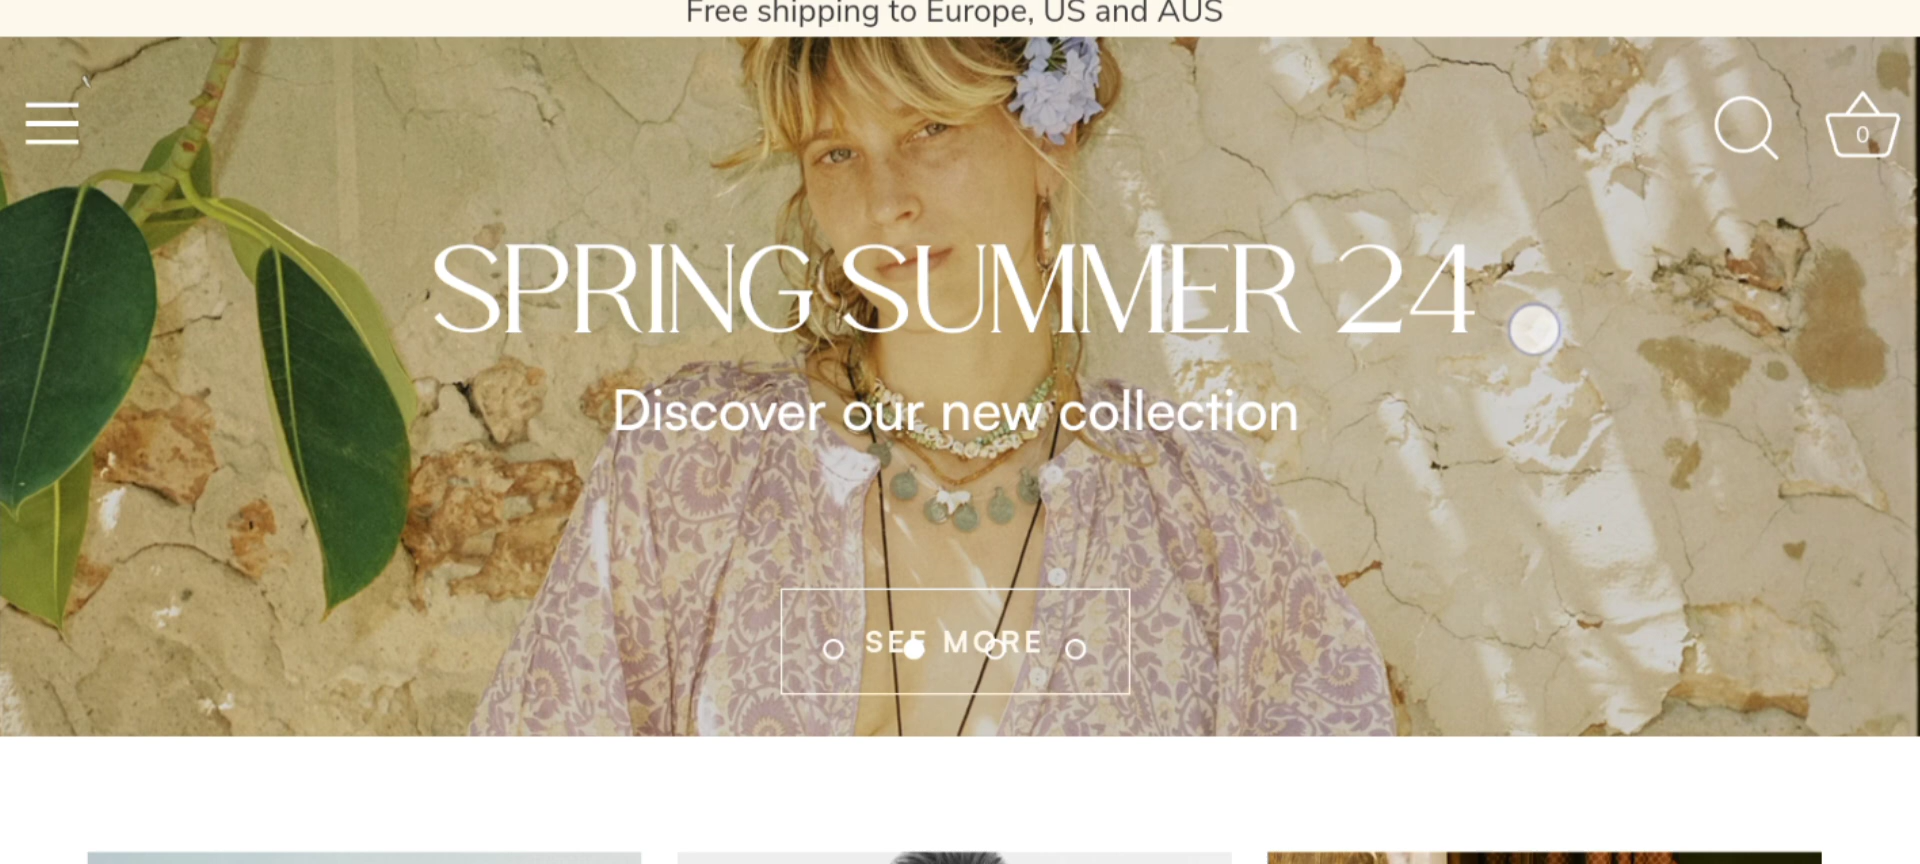 Free shipping to Europe, US and AUS
0
SPRING SUMMER 24
Discover our new collection
SEE MORE